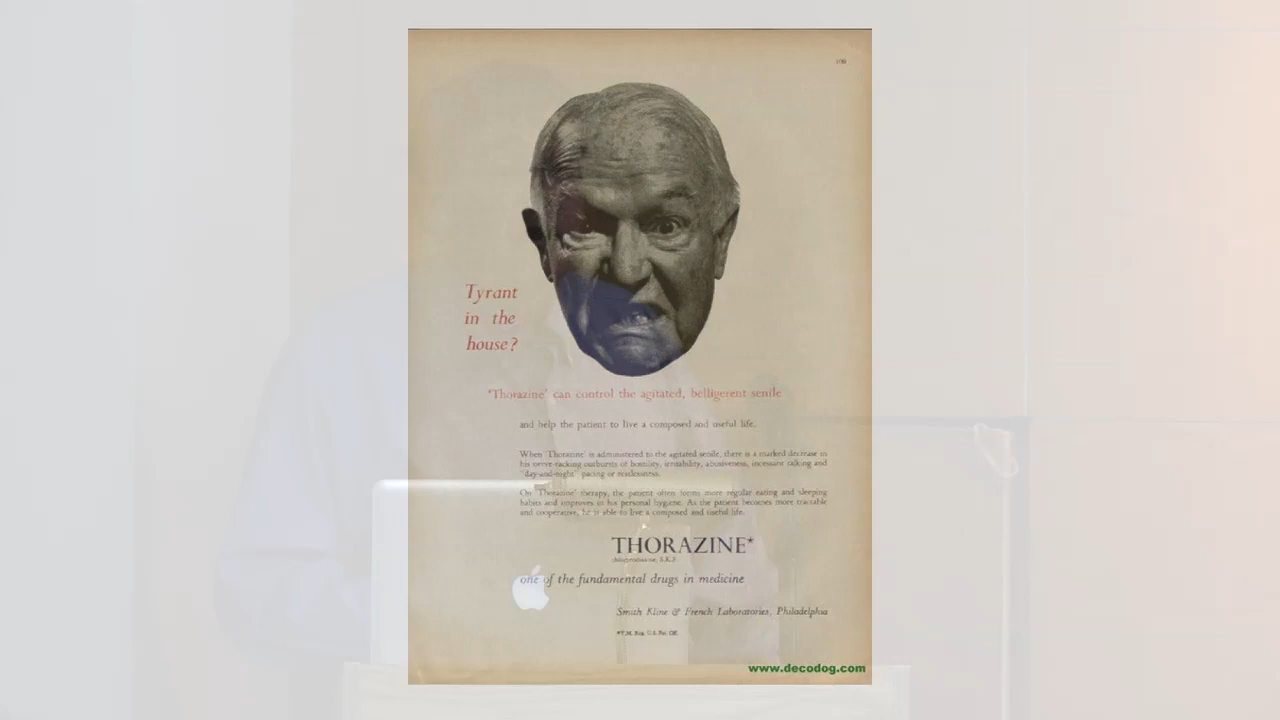 106
Tyrant
in the
house?
'Thorazine' can control the agitated, belligerent senile
and help the patient to live a composed and useful life.
When 'Thorazine' is administered to the agitated senile, there is a marked decrease in
his nerve-racking outbursts of hostility, irritability, abusiveness, incessant talking and
"day-and-night" pacing or restlessness.
On 'Thorazine' therapy, the patient often forms more regular eating and sleeping
habits and improves in his personal hygiene. As the patient becomes more tractable
and cooperative, he is able to live a composed and useful life.
THORAZINE*
chlorpromazine, S.K.F.
one of the fundamental drugs in medicine
Smith Kline & French Laboratories, Philadelphia
*T.M. Reg. U.S. Pat. Off.
www.decodog.com